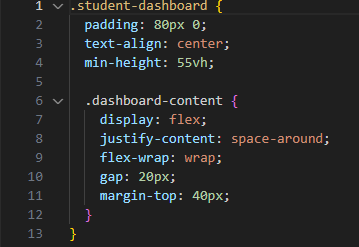 1 .student-dashboard {
2   padding: 80px 0;
3   text-align: center;
4   min-height: 55vh;
5
6   .dashboard-content {
7     display: flex;
8     justify-content: space-around;
9     flex-wrap: wrap;
10     gap: 20px;
11     margin-top: 40px;
12   }
13 }